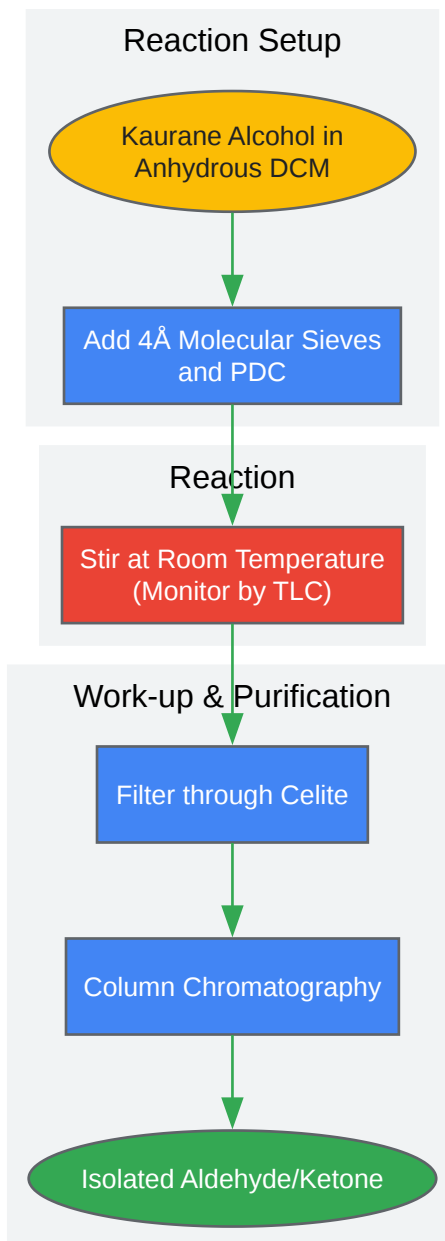 Reaction Setup
Kaurane Alcohol in
Anhydrous DCM
Add 4Å Molecular Sieves
and PDC
Reaction
Stir at Room Temperature
(Monitor by TLC)
Work-up & Purification
Filter through Celite
Column Chromatography
Isolated Aldehyde/Ketone